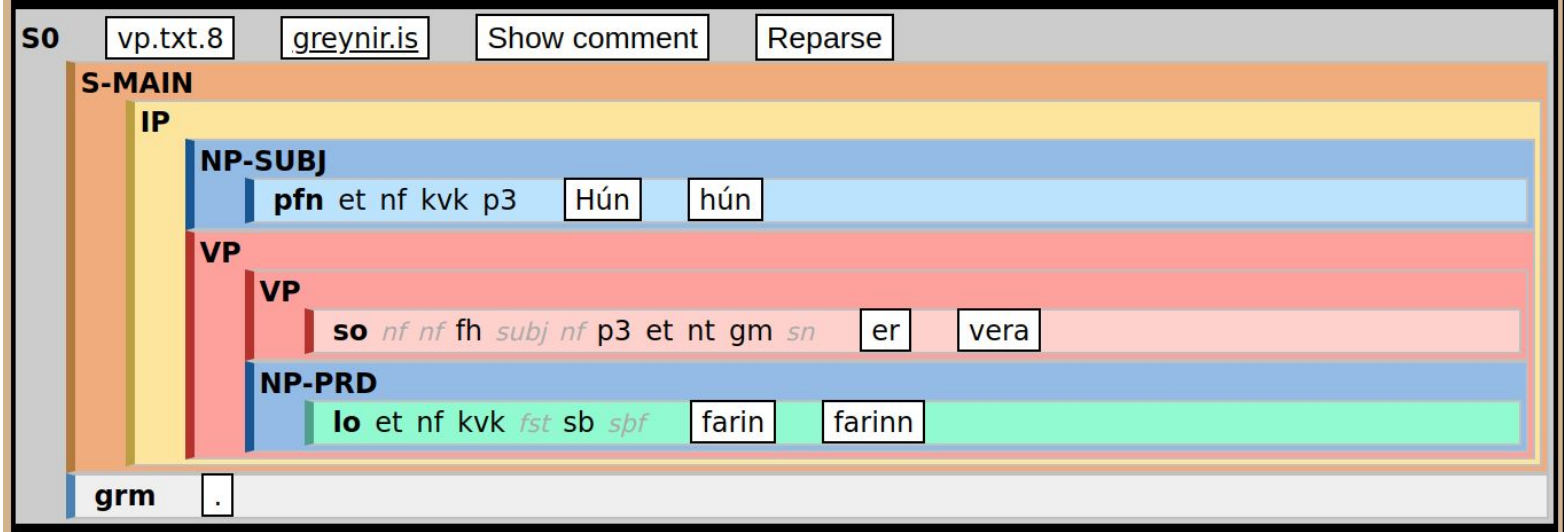 S0 vp.txt.8 greynir.is Show comment Reparse
S-MAIN
IP
NP-SUBJ
pfn et nf kvk p3 Hún hún
VP
VP
so nf nf fh subj nf p3 et nt gm sn er vera
NP-PRD
lo et nf kvk fst sb sþf farin farinn
grm .